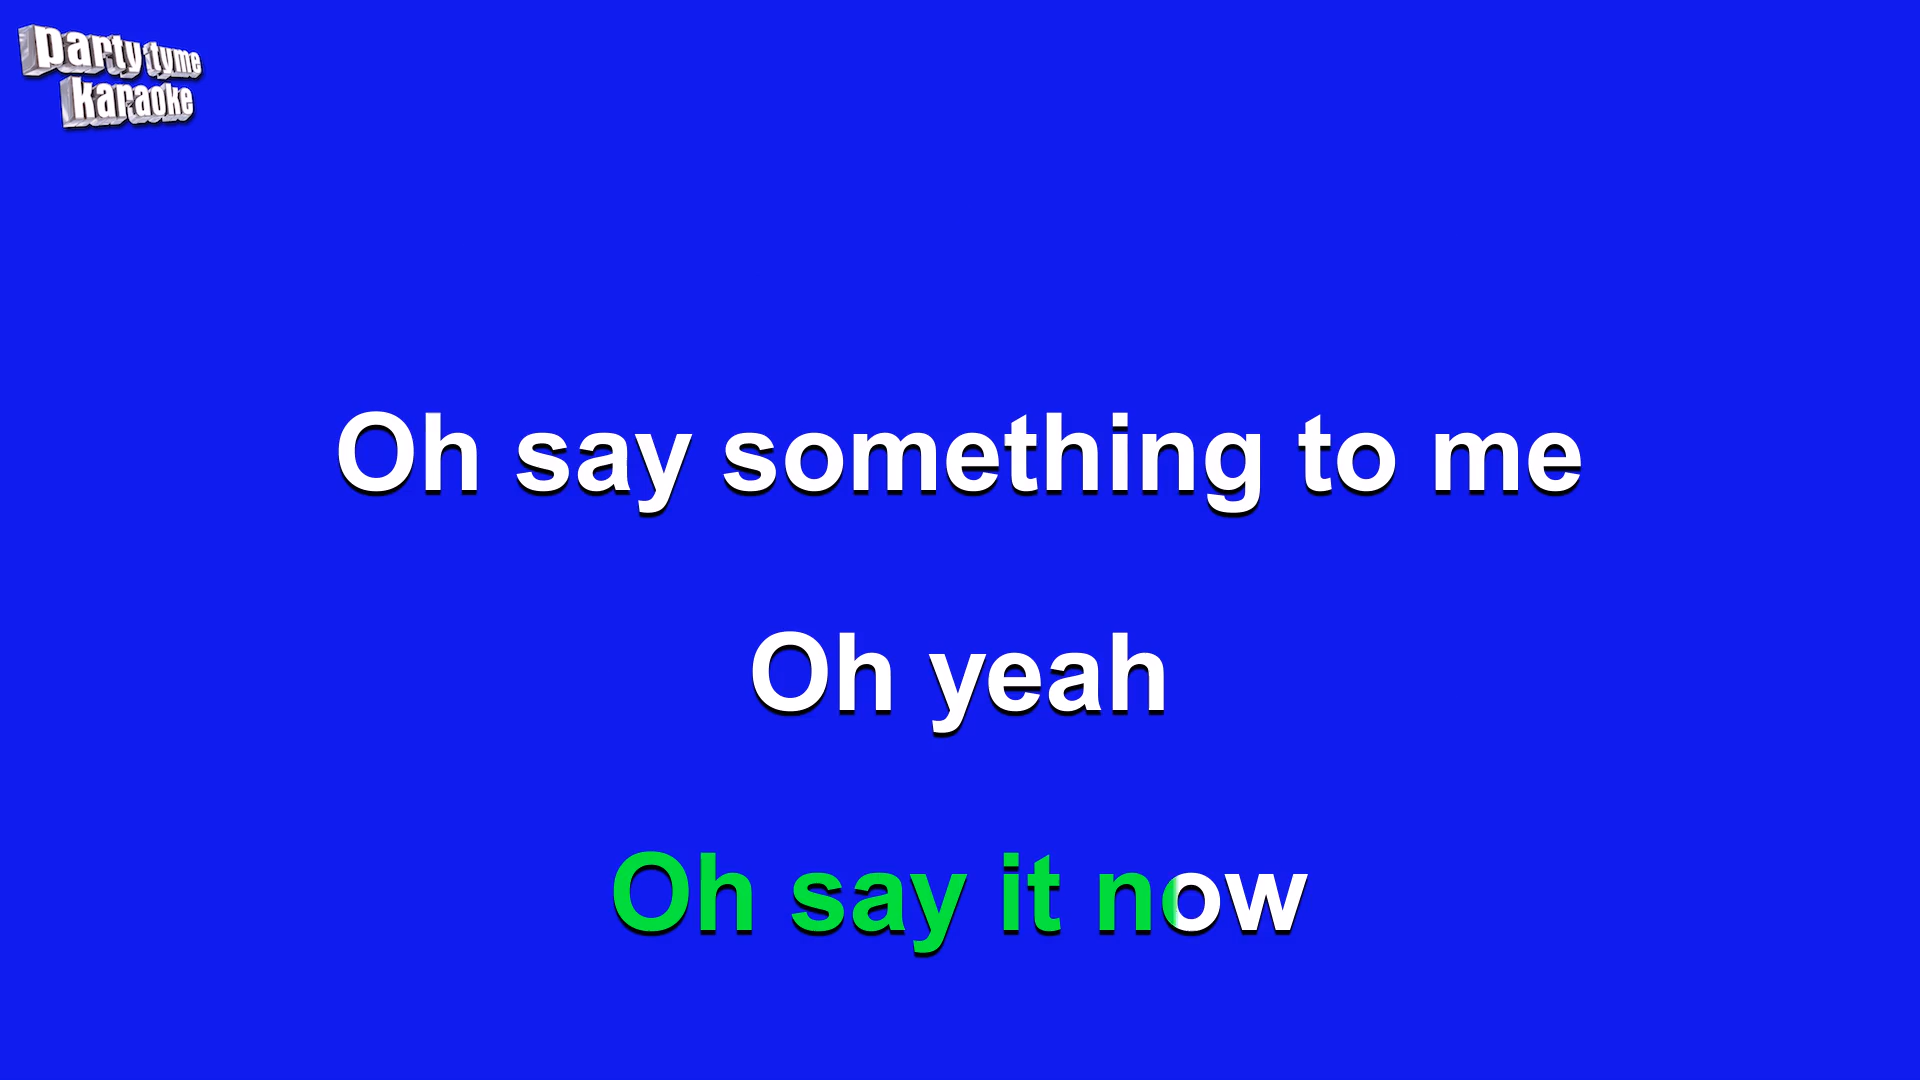 party tyme
karaoke
Oh say something to me
Oh yeah
Oh say it now